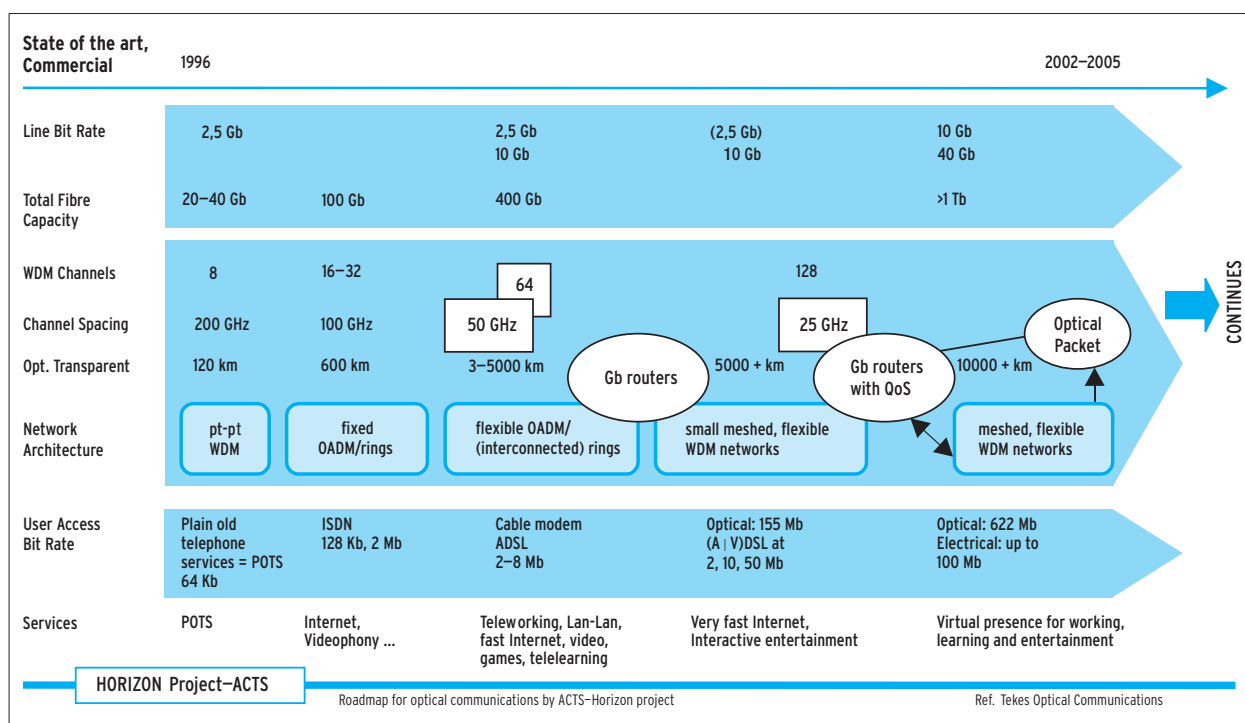 State of the art,
Commercial 1996 2002–2005
Line Bit Rate 2,5 Gb 2,5 Gb (2,5 Gb) 10 Gb
10 Gb 10 Gb 40 Gb
Total Fibre
Capacity 20–40 Gb 100 Gb 400 Gb >1 Tb
WDM Channels 8 16–32 64 128
Channel Spacing 200 GHz 100 GHz 50 GHz 25 GHz
Optical
Packet
Opt. Transparent 120 km 600 km 3–5000 km 5000 + km 10000 + km
Gb routers
Gb routers
with QoS
CONTINUES
Network
Architecture
pt-pt
WDM
fixed
OADM/rings
flexible OADM/
(interconnected) rings
small meshed, flexible
WDM networks
meshed, flexible
WDM networks
User Access
Bit Rate
Plain old
telephone
services = POTS
64 Kb
ISDN
128 Kb, 2 Mb
Cable modem
ADSL
2–8 Mb
Optical: 155 Mb
(A | V)DSL at
2, 10, 50 Mb
Optical: 622 Mb
Electrical: up to
100 Mb
Services
POTS
Internet,
Videophony ...
Teleworking, Lan-Lan,
fast Internet, video,
games, telelearning
Very fast Internet,
Interactive entertainment
Virtual presence for working,
learning and entertainment
HORIZON Project–ACTS
Roadmap for optical communications by ACTS–Horizon project
Ref. Tekes Optical Communications